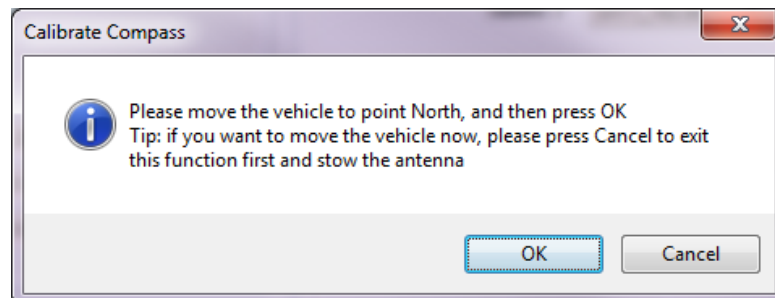 Calibrate Compass
Please move the vehicle to point North, and then press OK
Tip: if you want to move the vehicle now, please press Cancel to exit
this function first and stow the antenna
OK
Cancel